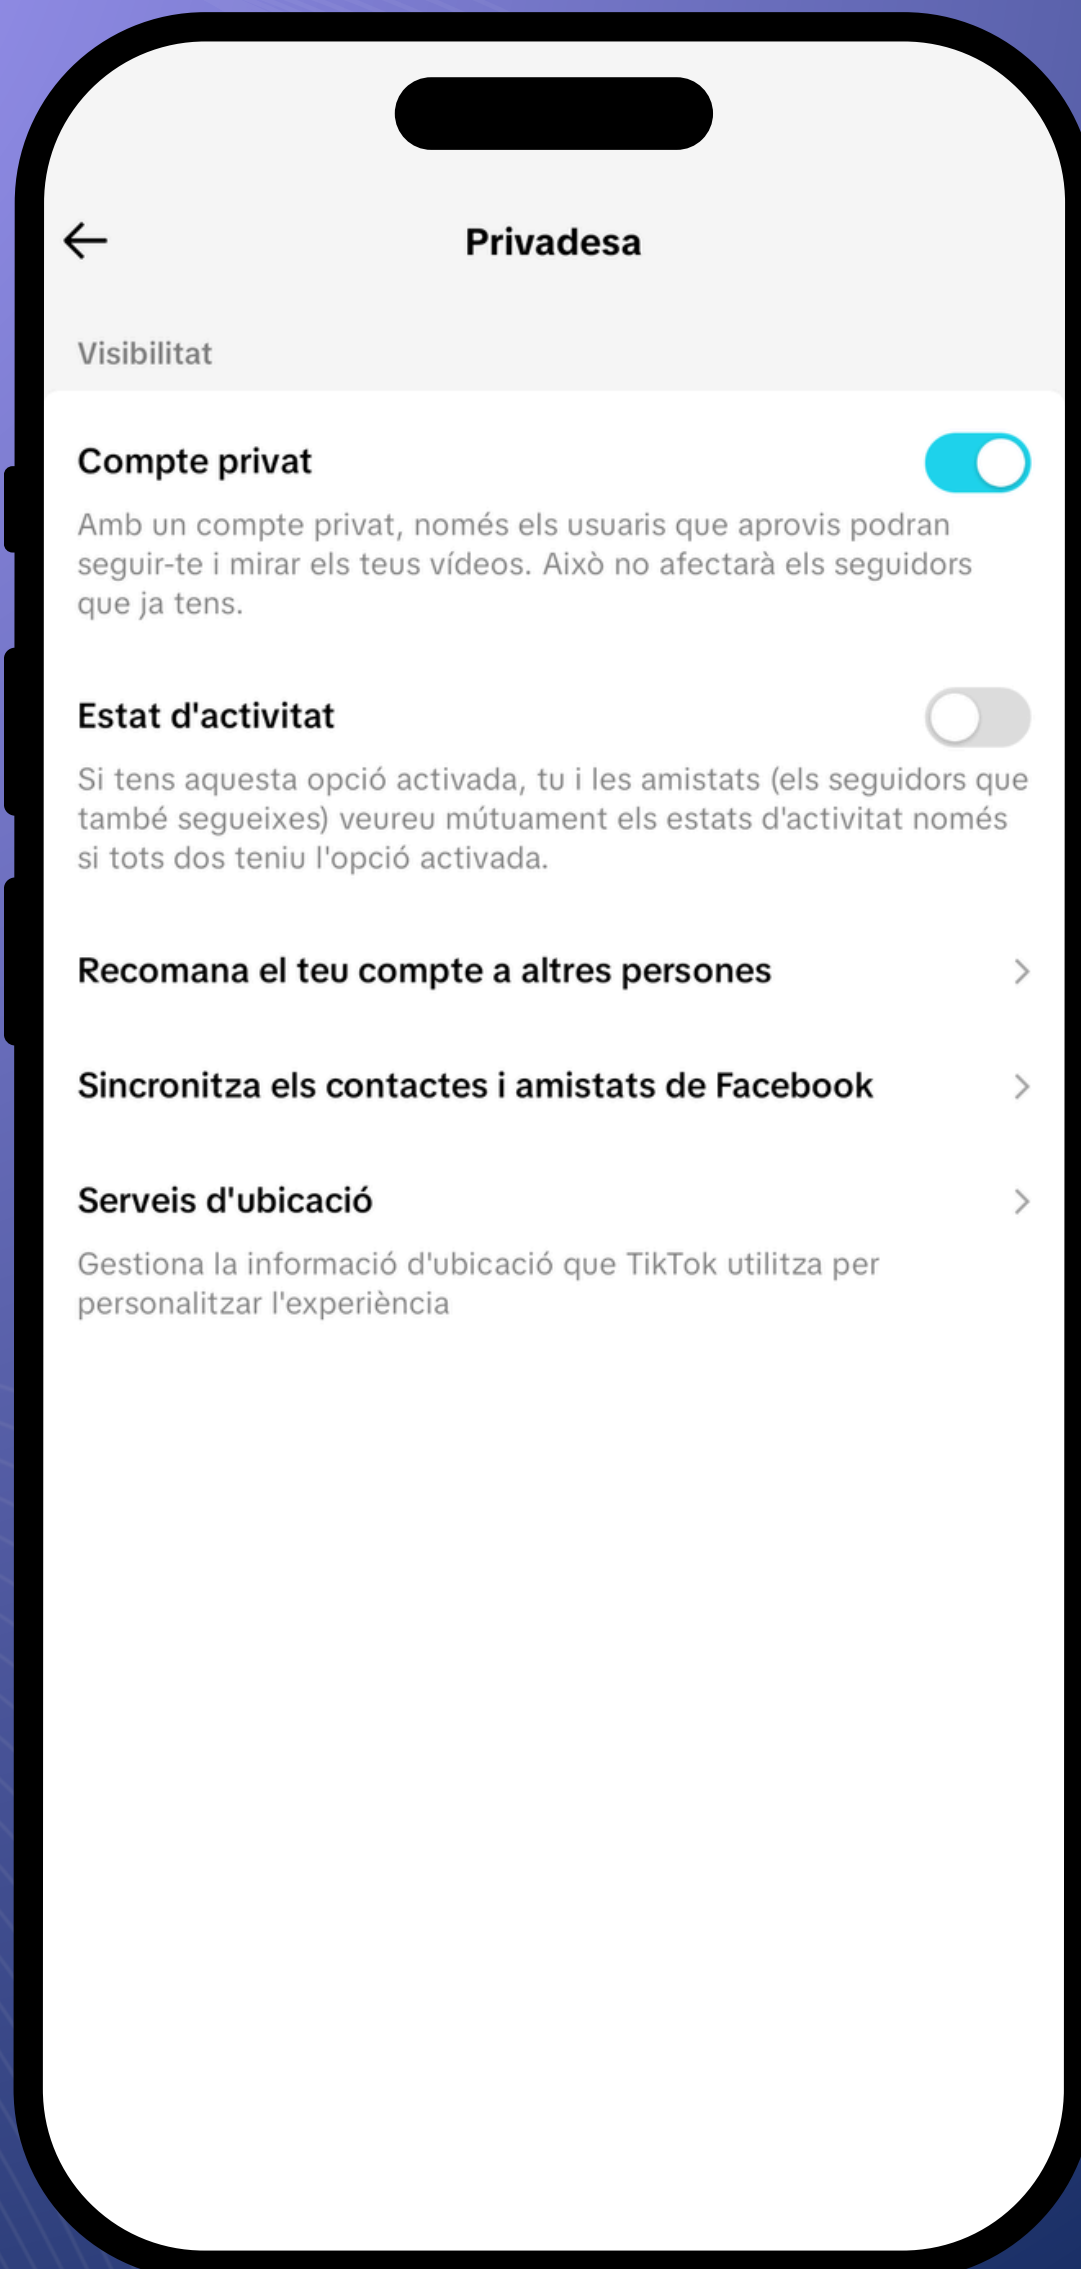 Privadesa
Visibilitat
Compte privat
Amb un compte privat, només els usuaris que aprovis podran
seguir-te i mirar els teus vídeos. Això no afectarà els seguidors
que ja tens.
Estat d'activitat
Si tens aquesta opció activada, tu i les amistats (els seguidors que
també segueixes) veureu mútuament els estats d'activitat només
si tots dos teniu l'opció activada.
Recomana el teu compte a altres persones
Sincronitza els contactes i amistats de Facebook
Serveis d'ubicació
Gestiona la informació d'ubicació que TikTok utilitza per
personalitzar l'experiència